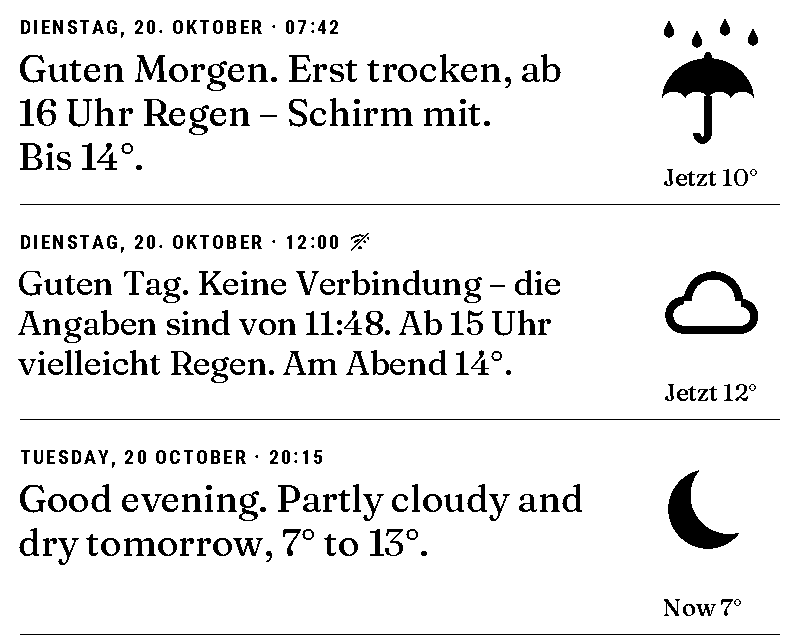 DIENSTAG, 20. OKTOBER · 07:42
Guten Morgen. Erst trocken, ab
16 Uhr Regen – Schirm mit.
Bis 14°.
Jetzt 10°
DIENSTAG, 20. OKTOBER · 12:00
Guten Tag. Keine Verbindung – die
Angaben sind von 11:48. Ab 15 Uhr
vielleicht Regen. Am Abend 14°.
Jetzt 12°
TUESDAY, 20 OCTOBER · 20:15
Good evening. Partly cloudy and
dry tomorrow, 7° to 13°.
Now 7°